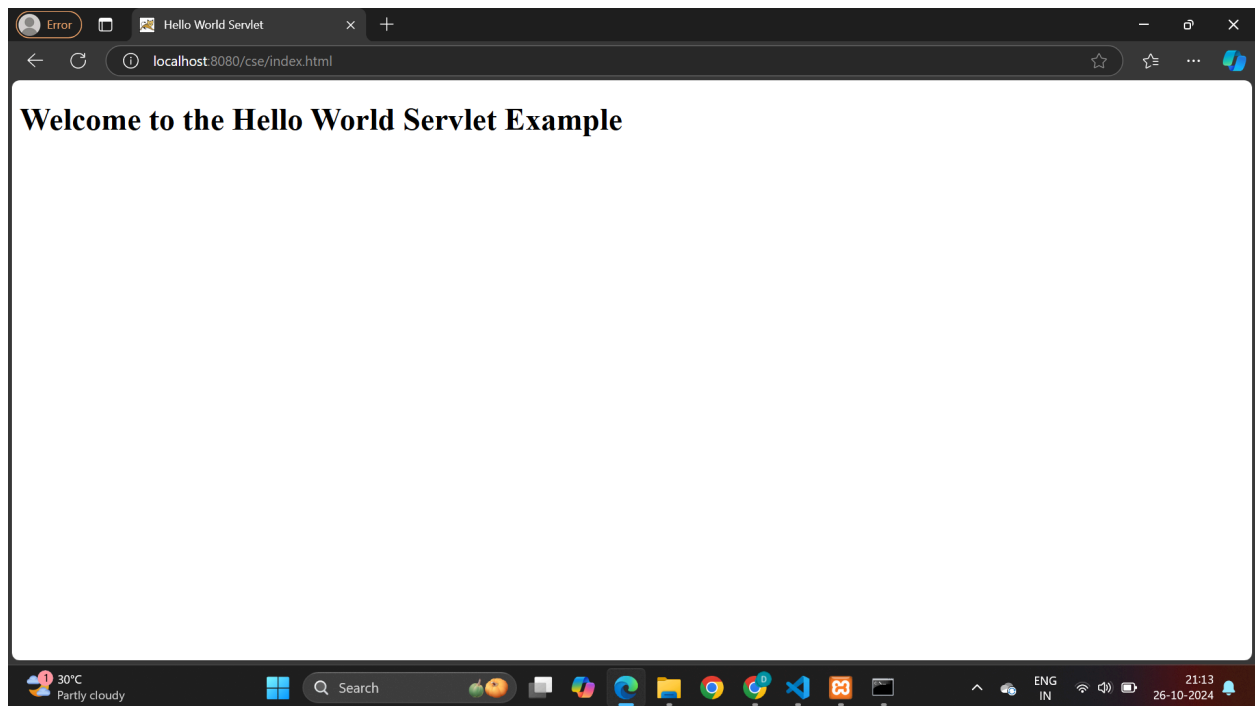 Error
Hello World Servlet
localhost:8080/cse/index.html
Welcome to the Hello World Servlet Example
1
30°C
Partly cloudy
Search
D
ENG
IN
21:13
26-10-2024